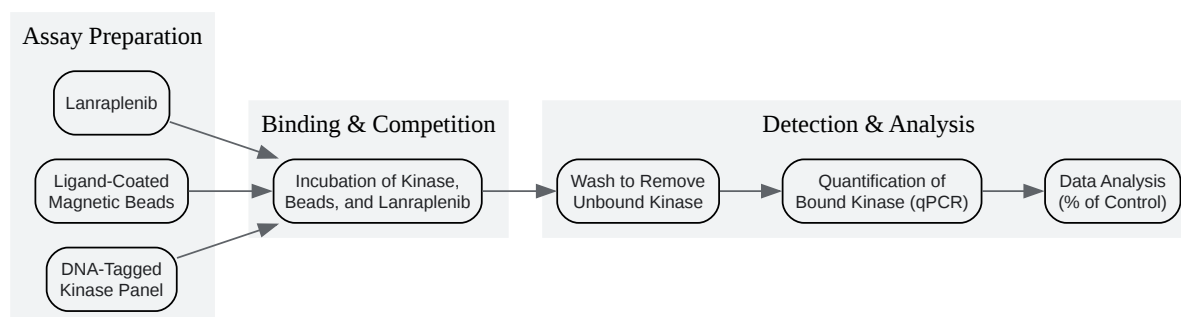 Assay Preparation
Lanraplenib
Ligand-Coated
Magnetic Beads
DNA-Tagged
Kinase Panel
Binding & Competition
Incubation of Kinase,
Beads, and Lanraplenib
Detection & Analysis
Wash to Remove
Unbound Kinase
Quantification of
Bound Kinase (qPCR)
Data Analysis
(% of Control)